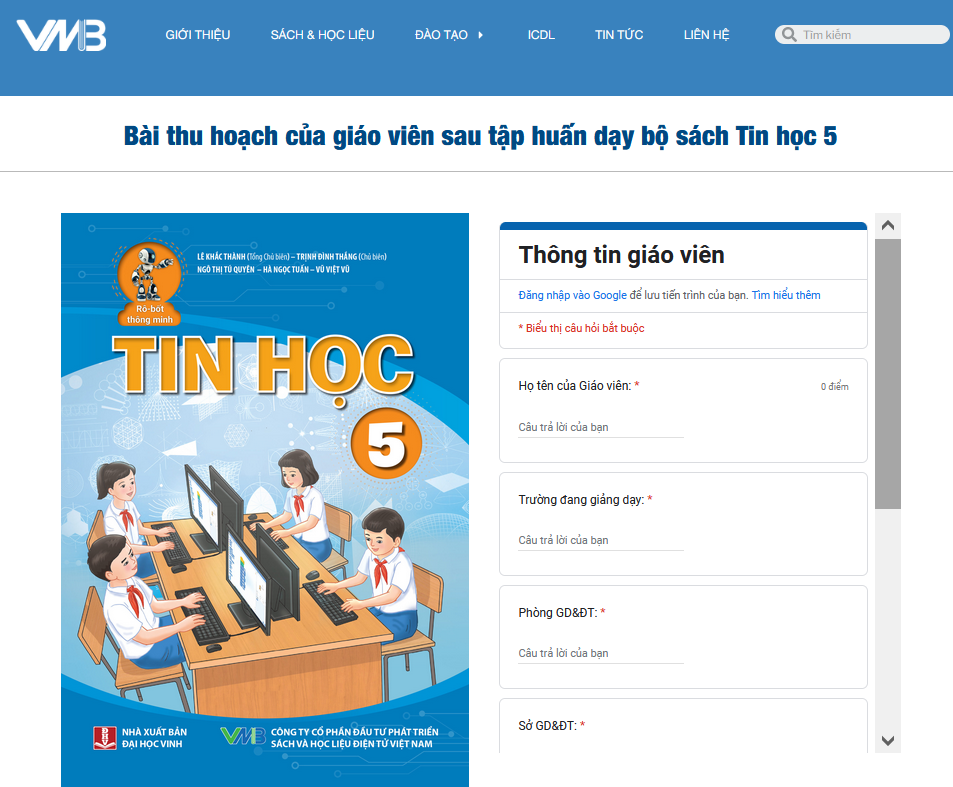 VMB
GIỚI THIỆU
SÁCH & HỌC LIỆU
ĐÀO TẠO
ICDL
TIN TỨC
LIÊN HỆ
Tìm kiếm
Bài thu hoạch của giáo viên sau tập huấn dạy bộ sách Tin học 5
LÊ KHẮC THÀNH (Tổng Chủ biên) – TRỊNH ĐÌNH THẮNG (Chủ biên)
NGÔ THỊ TÚ QUYÊN – HÀ NGỌC TUẤN – VŨ VIỆT VŨ
Rô-bốt
thông minh
TIN HỌC
5
ĐHV
NHÀ XUẤT BẢN
ĐẠI HỌC VINH
VMB
CÔNG TY CỔ PHẦN ĐẦU TƯ PHÁT TRIỂN
SÁCH VÀ HỌC LIỆU ĐIỆN TỬ VIỆT NAM
Thông tin giáo viên
Đăng nhập vào Google để lưu tiến trình của bạn. Tìm hiểu thêm
* Biểu thị câu hỏi bắt buộc
Họ tên của Giáo viên: *
0 điểm
Câu trả lời của bạn
Trường đang giảng dạy: *
Câu trả lời của bạn
Phòng GD&ĐT: *
Câu trả lời của bạn
Sở GD&ĐT: *